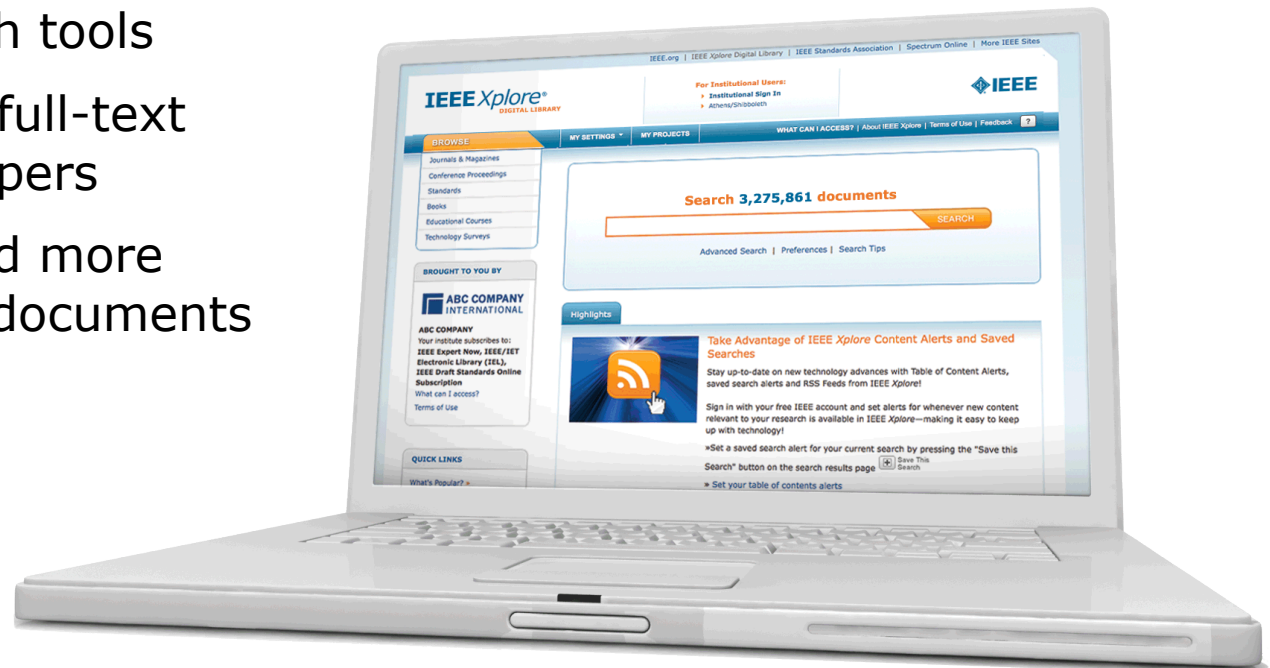 h tools
full-text
pers
d more
documents
IEEE.org | IEEE Xplore Digital Library | IEEE Standards Association | Spectrum Online | More IEEE Sites
IEEE Xplore®
DIGITAL LIBRARY
For Institutional Users:
Institutional Sign In
Athens/Shibboleth
IEEE
BROWSE
MY SETTINGS
MY PROJECTS
WHAT CAN I ACCESS? | About IEEE Xplore | Terms of Use | Feedback ?
Journals & Magazines
Conference Proceedings
Standards
Books
Educational Courses
Technology Surveys
Search 3,275,861 documents
SEARCH
Advanced Search | Preferences | Search Tips
BROUGHT TO YOU BY
ABC COMPANY
INTERNATIONAL
ABC COMPANY
Your institute subscribes to:
IEEE Expert Now, IEEE/IET
Electronic Library (IEL),
IEEE Draft Standards Online
Subscription
What can I access?
Terms of Use
QUICK LINKS
What's Popular? »
Highlights
Take Advantage of IEEE Xplore Content Alerts and Saved
Searches
Stay up-to-date on new technology advances with Table of Content Alerts,
saved search alerts and RSS Feeds from IEEE Xplore!
Sign in with your free IEEE account and set alerts for whenever new content
relevant to your research is available in IEEE Xplore—making it easy to keep
up with technology!
»Set a saved search alert for your current search by pressing the "Save this
Search" button on the search results page + Save This
Search
» Set your table of contents alerts